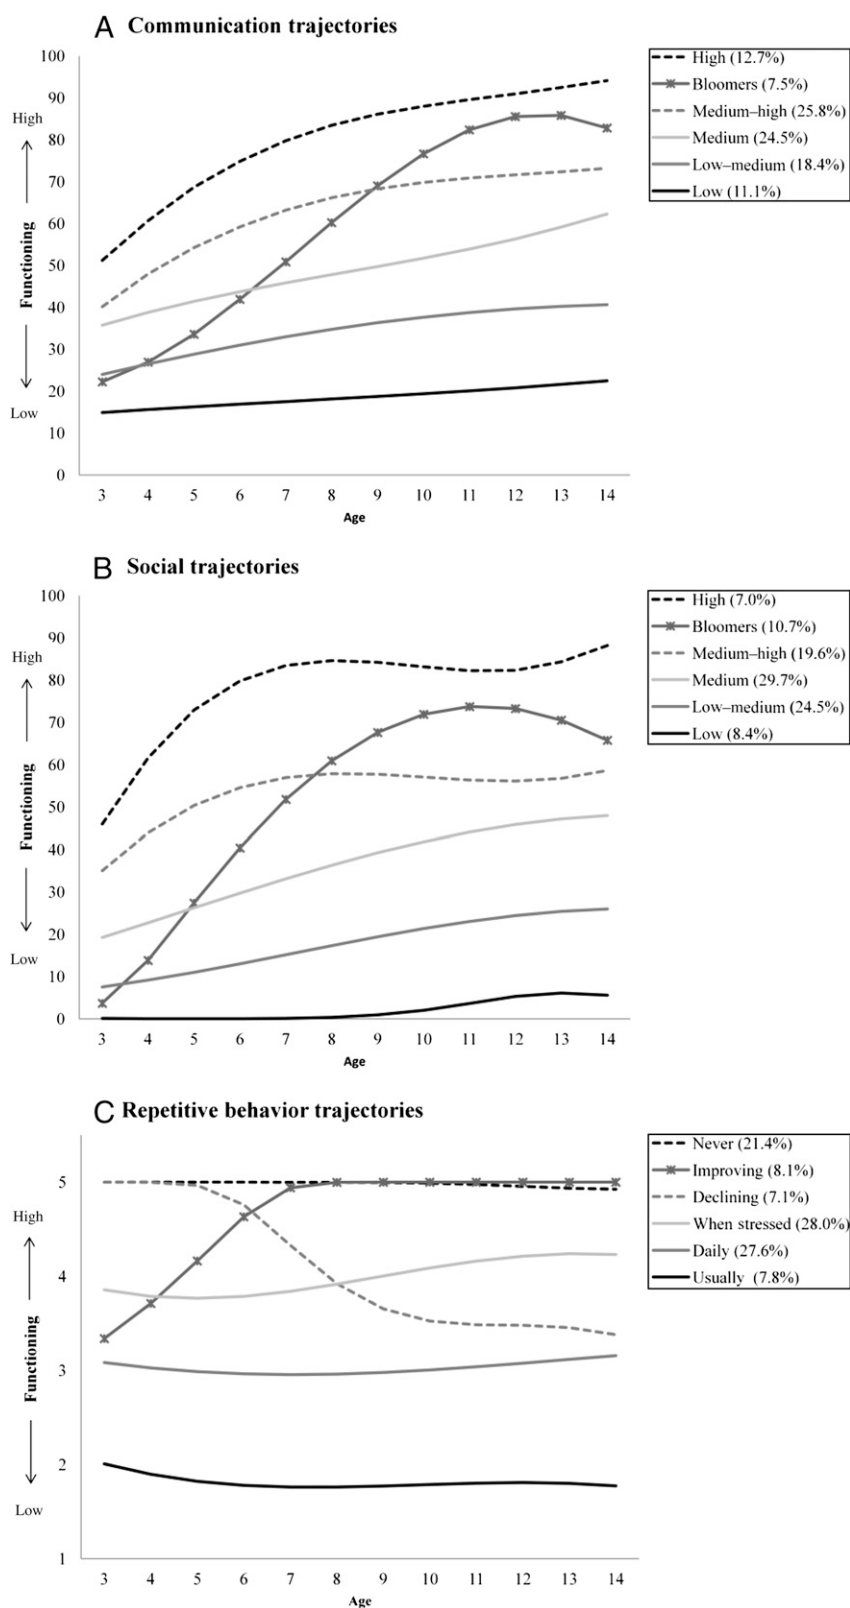 A Communication trajectories
100
90
80
70
60
50
40
30
20
10
0
High
Functioning
Low
3 4 5 6 7 8 9 10 11 12 13 14
Age
High (12.7%)
Bloomers (7.5%)
Medium–high (25.8%)
Medium (24.5%)
Low–medium (18.4%)
Low (11.1%)
B Social trajectories
100
90
80
70
60
50
40
30
20
10
0
High
Functioning
Low
3 4 5 6 7 8 9 10 11 12 13 14
Age
High (7.0%)
Bloomers (10.7%)
Medium–high (19.6%)
Medium (29.7%)
Low–medium (24.5%)
Low (8.4%)
C Repetitive behavior trajectories
5
4
3
2
1
High
Functioning
Low
3 4 5 6 7 8 9 10 11 12 13 14
Age
Never (21.4%)
Improving (8.1%)
Declining (7.1%)
When stressed (28.0%)
Daily (27.6%)
Usually (7.8%)